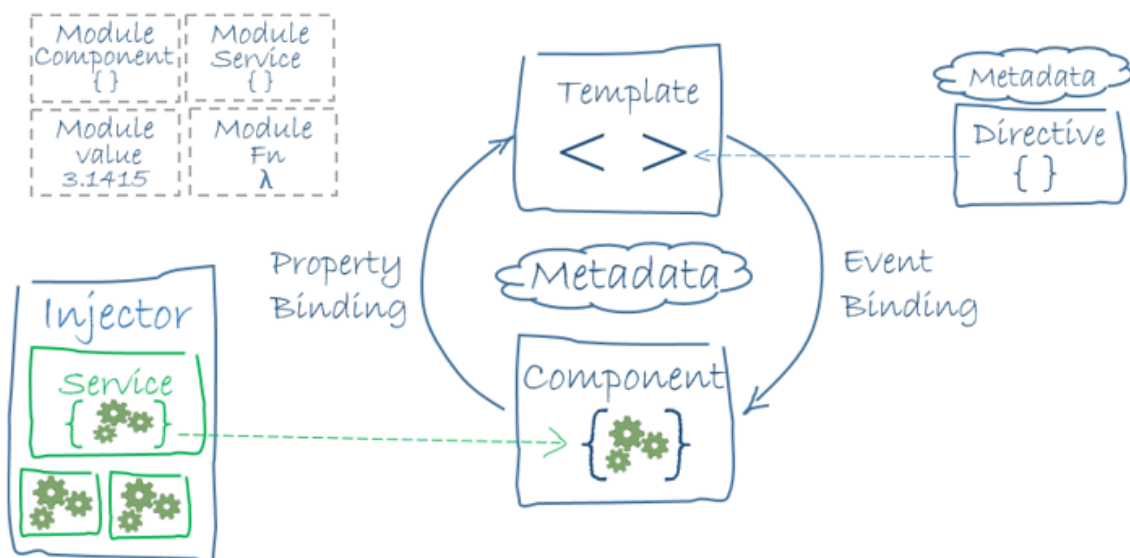 Module
Component
{ }
Module
Service
{ }
Module
value
3.1415
Module
Fn
λ
Template
< >
Metadata
Directive
{ }
Property
Binding
Metadata
Event
Binding
Injector
Service
{ }
Component
{ }